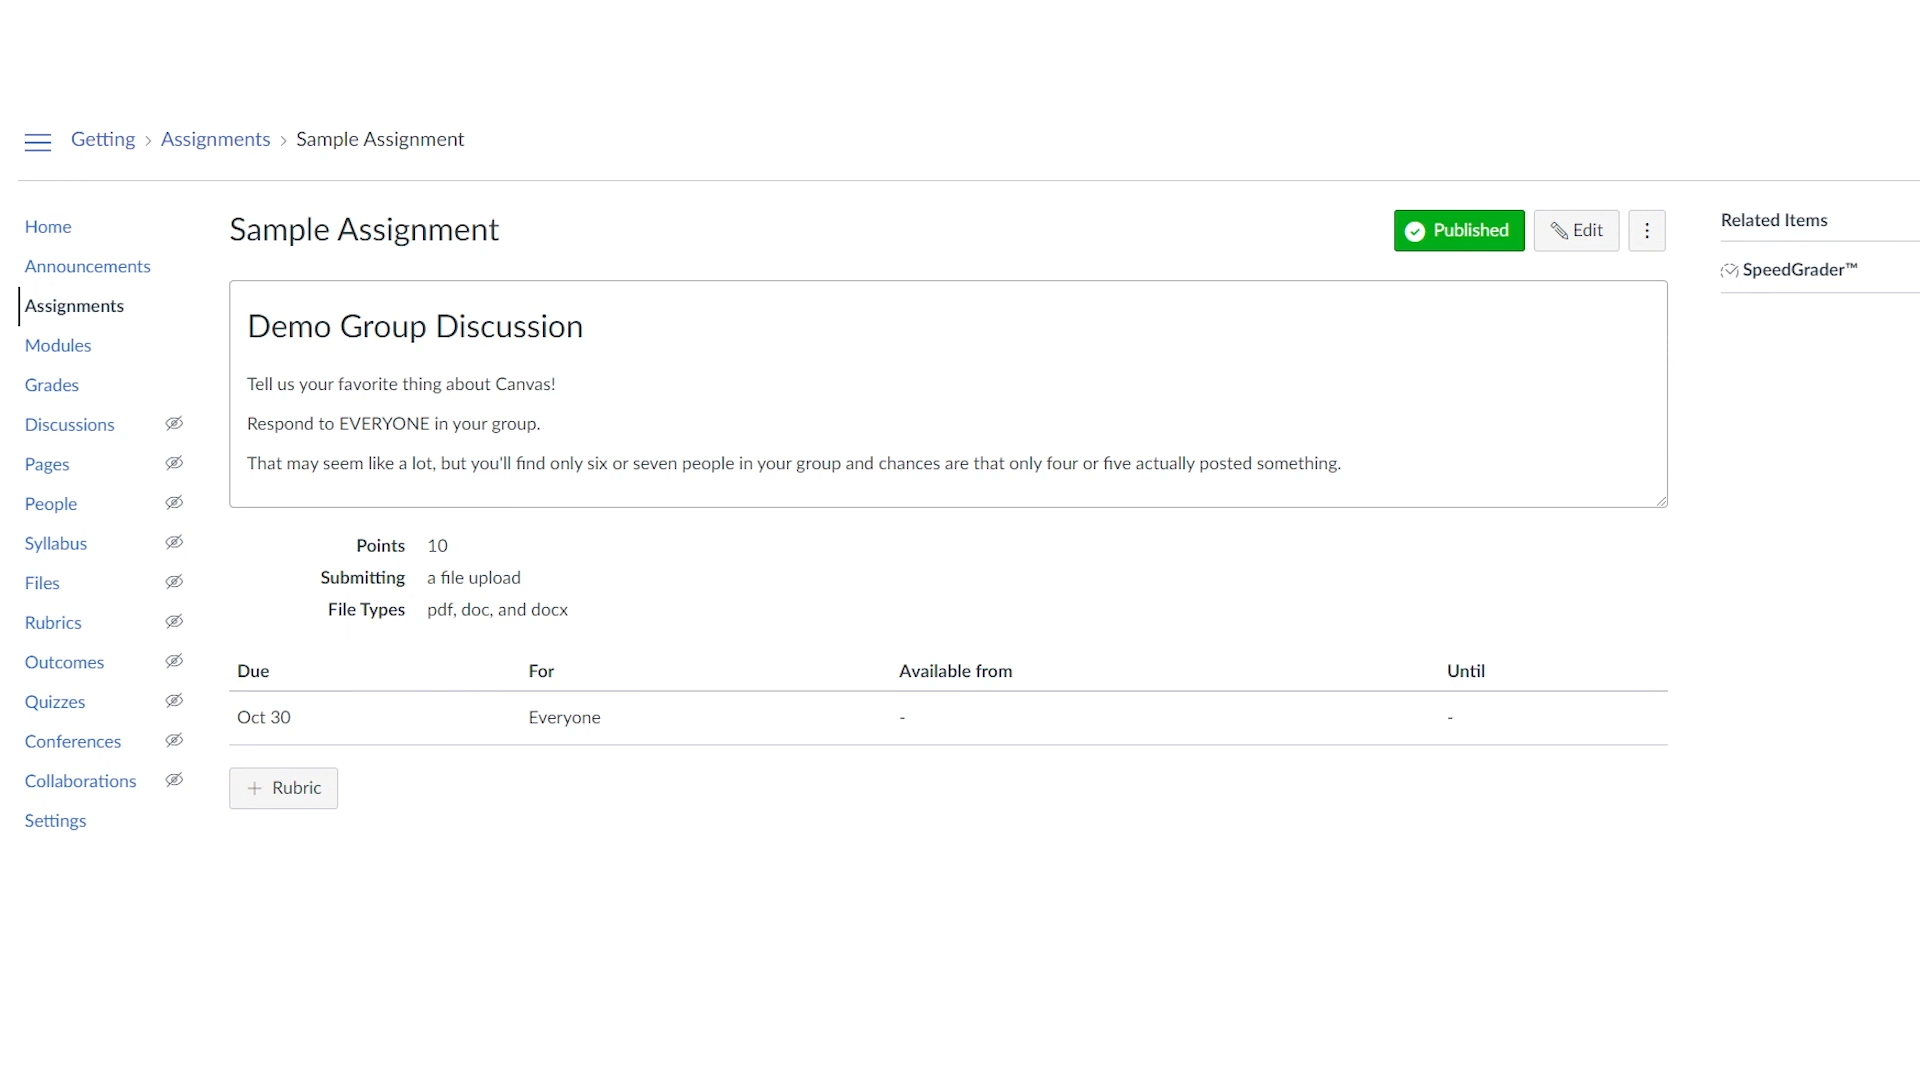 Getting › Assignments › Sample Assignment
Home
Announcements
Assignments
Modules
Grades
Discussions
Pages
People
Syllabus
Files
Rubrics
Outcomes
Quizzes
Conferences
Collaborations
Settings
Sample Assignment
Published
Edit
Demo Group Discussion
Tell us your favorite thing about Canvas!
Respond to EVERYONE in your group.
That may seem like a lot, but you'll find only six or seven people in your group and chances are that only four or five actually posted something.
Points 10
Submitting a file upload
File Types pdf, doc, and docx
Due For Available from Until
Oct 30 Everyone - -
+ Rubric
Related Items
SpeedGrader™